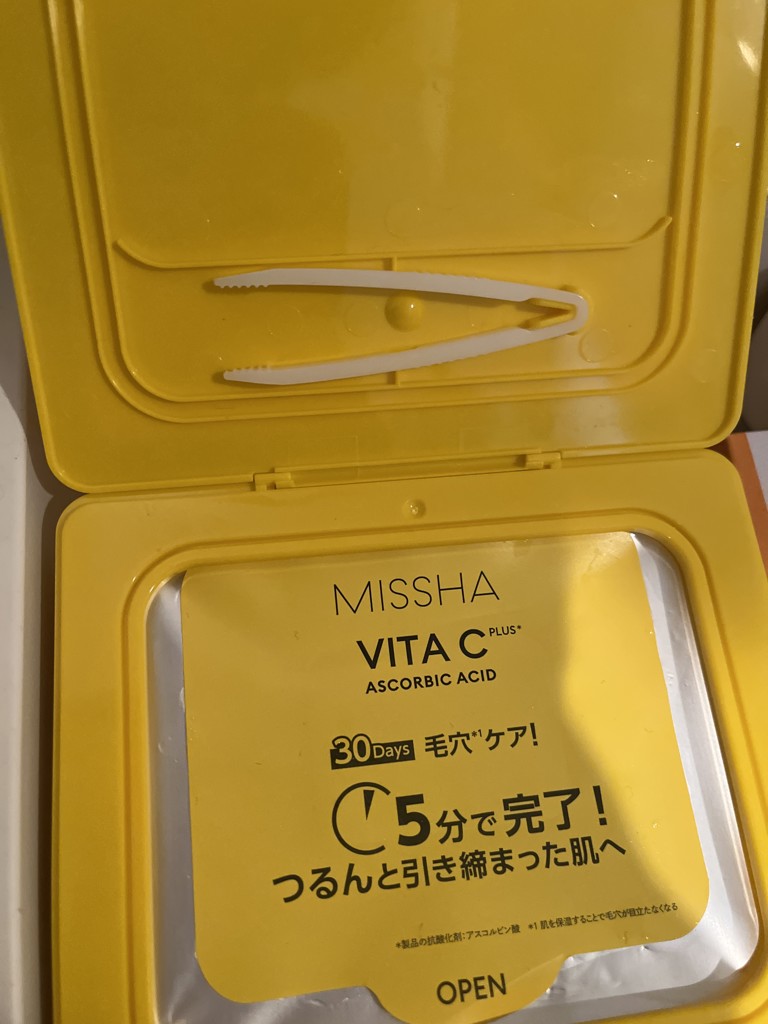 MISSHA
VITA C PLUS*
ASCORBIC ACID
30Days 毛穴*1ケア!
5分で完了!
つるんと引き締まった肌へ
*製品の抗酸化剤:アスコルビン酸 *1 肌を保湿することで毛穴が目立たなくなる
OPEN